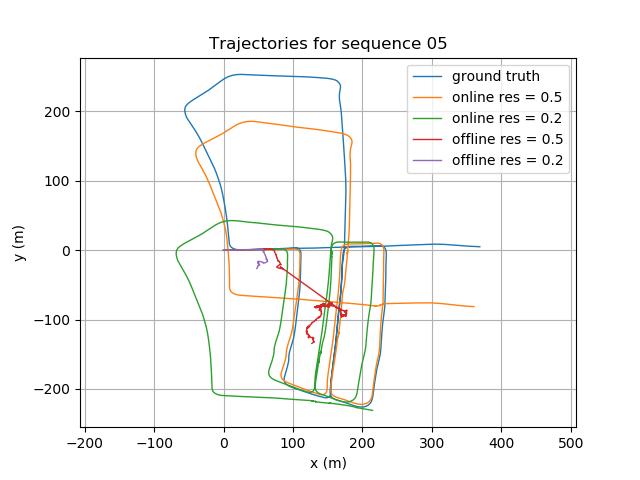 Trajectories for sequence 05
ground truth
online res = 0.5
online res = 0.2
offline res = 0.5
offline res = 0.2
y (m)
200
100
0
−100
−200
−200 −100 0 100 200 300 400 500
x (m)